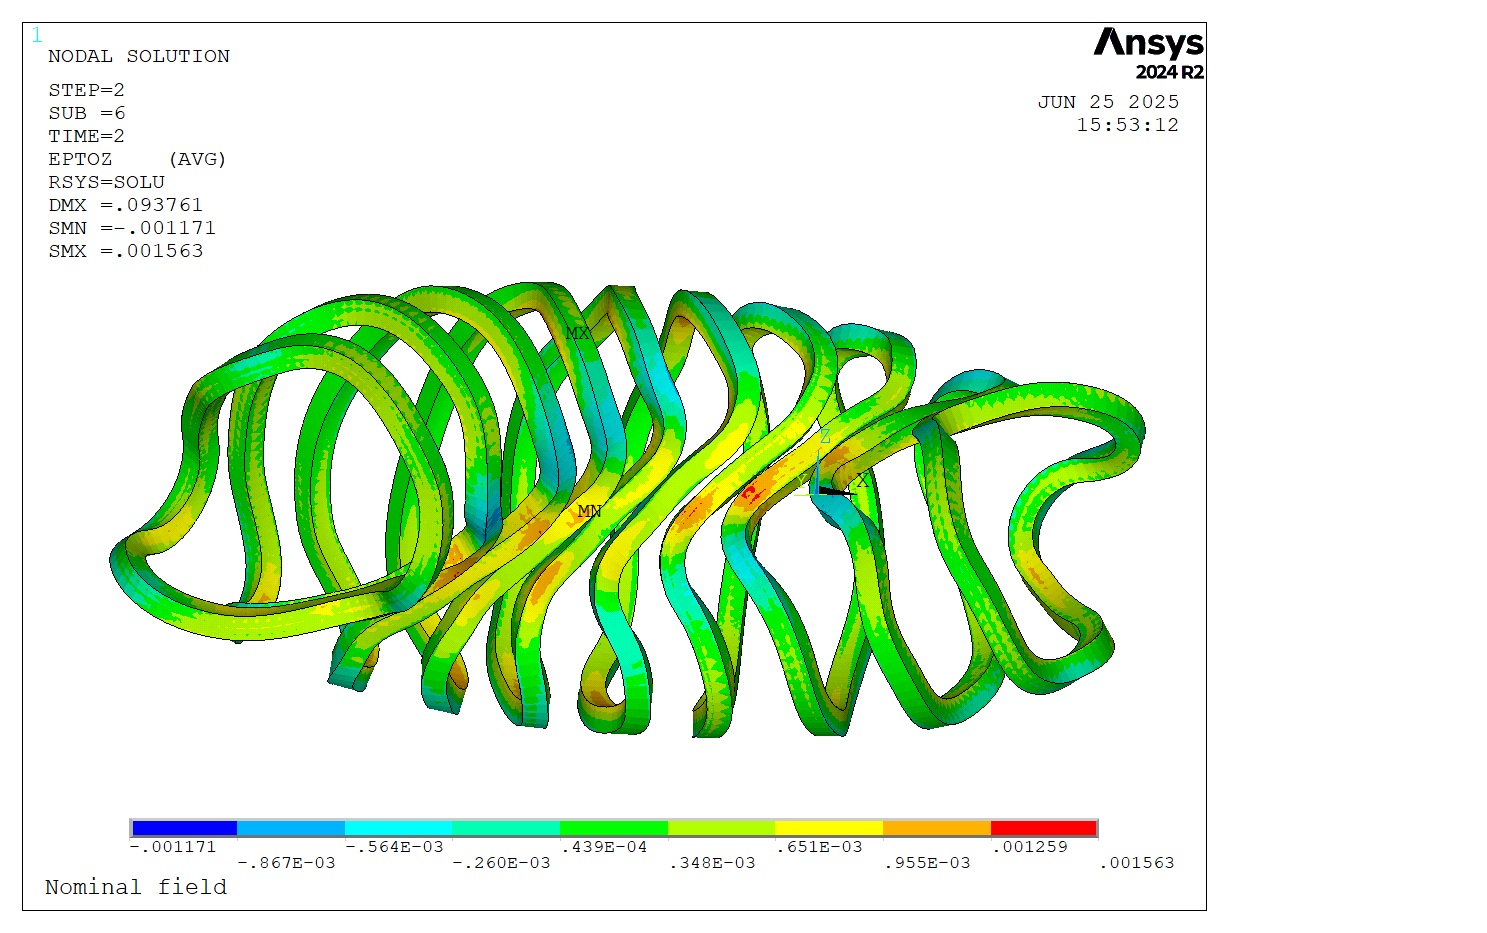 1
NODAL SOLUTION
STEP=2
SUB =6
TIME=2
EPTOZ (AVG)
RSYS=SOLU
DMX =.093761
SMN =-.001171
SMX =.001563
Ansys
2024 R2
JUN 25 2025
15:53:12
MX
Z
X
MN
-.001171
-.867E-03
-.564E-03
-.260E-03
.439E-04
.348E-03
.651E-03
.955E-03
.001259
.001563
Nominal field